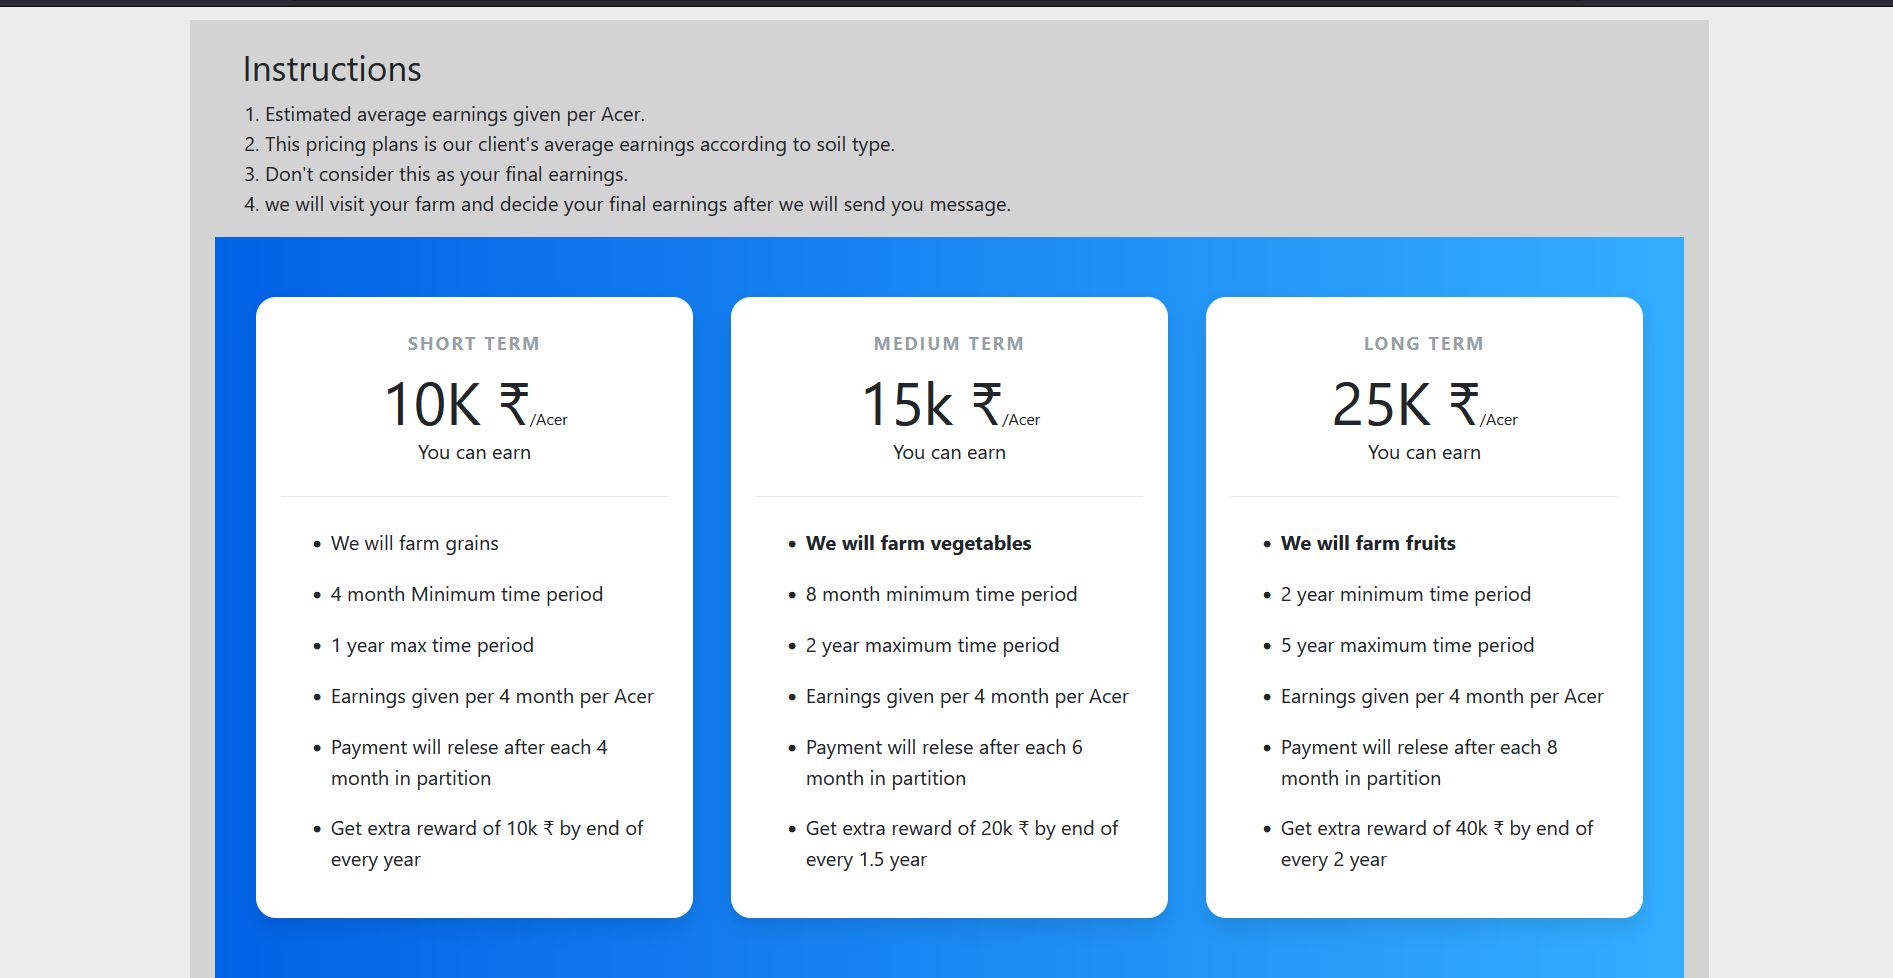 Instructions
1. Estimated average earnings given per Acer.
2. This pricing plans is our client's average earnings according to soil type.
3. Don't consider this as your final earnings.
4. we will visit your farm and decide your final earnings after we will send you message.
SHORT TERM
10K ₹/Acer
You can earn
• We will farm grains
• 4 month Minimum time period
• 1 year max time period
• Earnings given per 4 month per Acer
• Payment will relese after each 4
month in partition
• Get extra reward of 10k ₹ by end of
every year
MEDIUM TERM
15k ₹/Acer
You can earn
• We will farm vegetables
• 8 month minimum time period
• 2 year maximum time period
• Earnings given per 4 month per Acer
• Payment will relese after each 6
month in partition
• Get extra reward of 20k ₹ by end of
every 1.5 year
LONG TERM
25K ₹/Acer
You can earn
• We will farm fruits
• 2 year minimum time period
• 5 year maximum time period
• Earnings given per 4 month per Acer
• Payment will relese after each 8
month in partition
• Get extra reward of 40k ₹ by end of
every 2 year